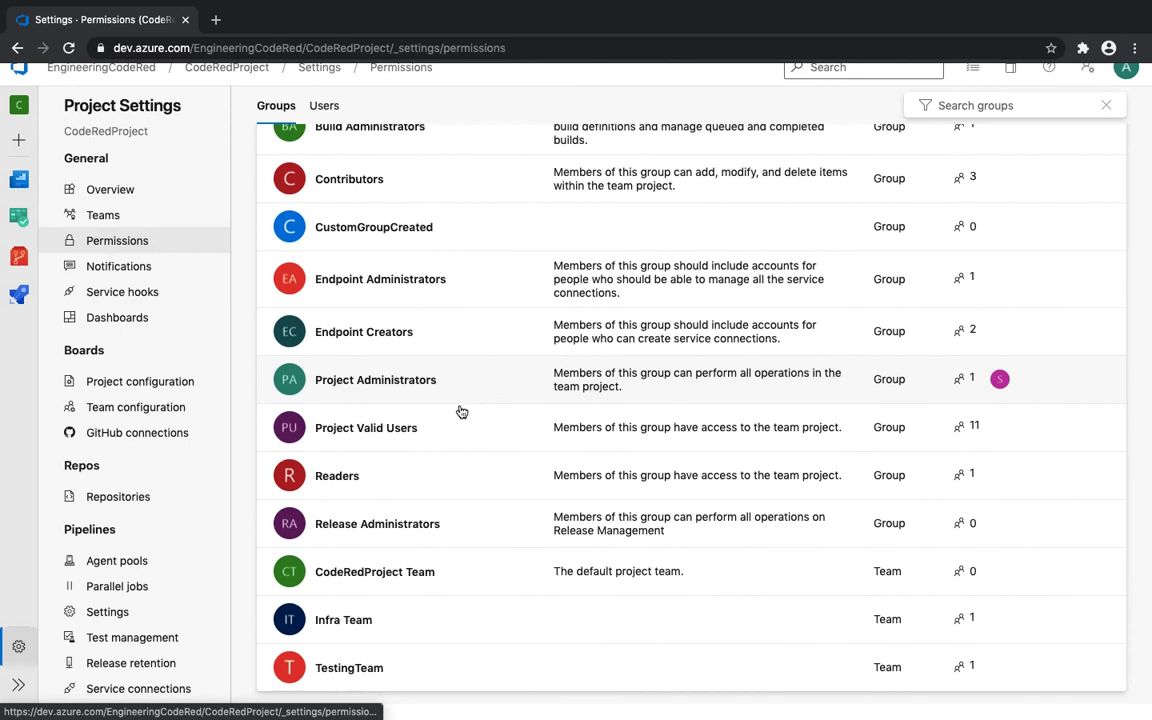 Settings · Permissions (CodeRe
dev.azure.com/EngineeringCodeRed/CodeRedProject/_settings/permissions
EngineeringCodeRed / CodeRedProject / Settings / Permissions
Search
A
C
Project Settings
CodeRedProject
General
Overview
Teams
Permissions
Notifications
Service hooks
Dashboards
Boards
Project configuration
Team configuration
GitHub connections
Repos
Repositories
Pipelines
Agent pools
Parallel jobs
Settings
Test management
Release retention
Service connections
Groups
Users
Search groups
BA
Build Administrators
build definitions and manage queued and completed
builds.
Group
1
C
Contributors
Members of this group can add, modify, and delete items
within the team project.
Group
3
C
CustomGroupCreated
Group
0
EA
Endpoint Administrators
Members of this group should include accounts for
people who should be able to manage all the service
connections.
Group
1
EC
Endpoint Creators
Members of this group should include accounts for
people who can create service connections.
Group
2
PA
Project Administrators
Members of this group can perform all operations in the
team project.
Group
1
S
PU
Project Valid Users
Members of this group have access to the team project.
Group
11
R
Readers
Members of this group have access to the team project.
Group
1
RA
Release Administrators
Members of this group can perform all operations on
Release Management
Group
0
CT
CodeRedProject Team
The default project team.
Team
0
IT
Infra Team
Team
1
T
TestingTeam
Team
1
https://dev.azure.com/EngineeringCodeRed/CodeRedProject/_settings/permissio...